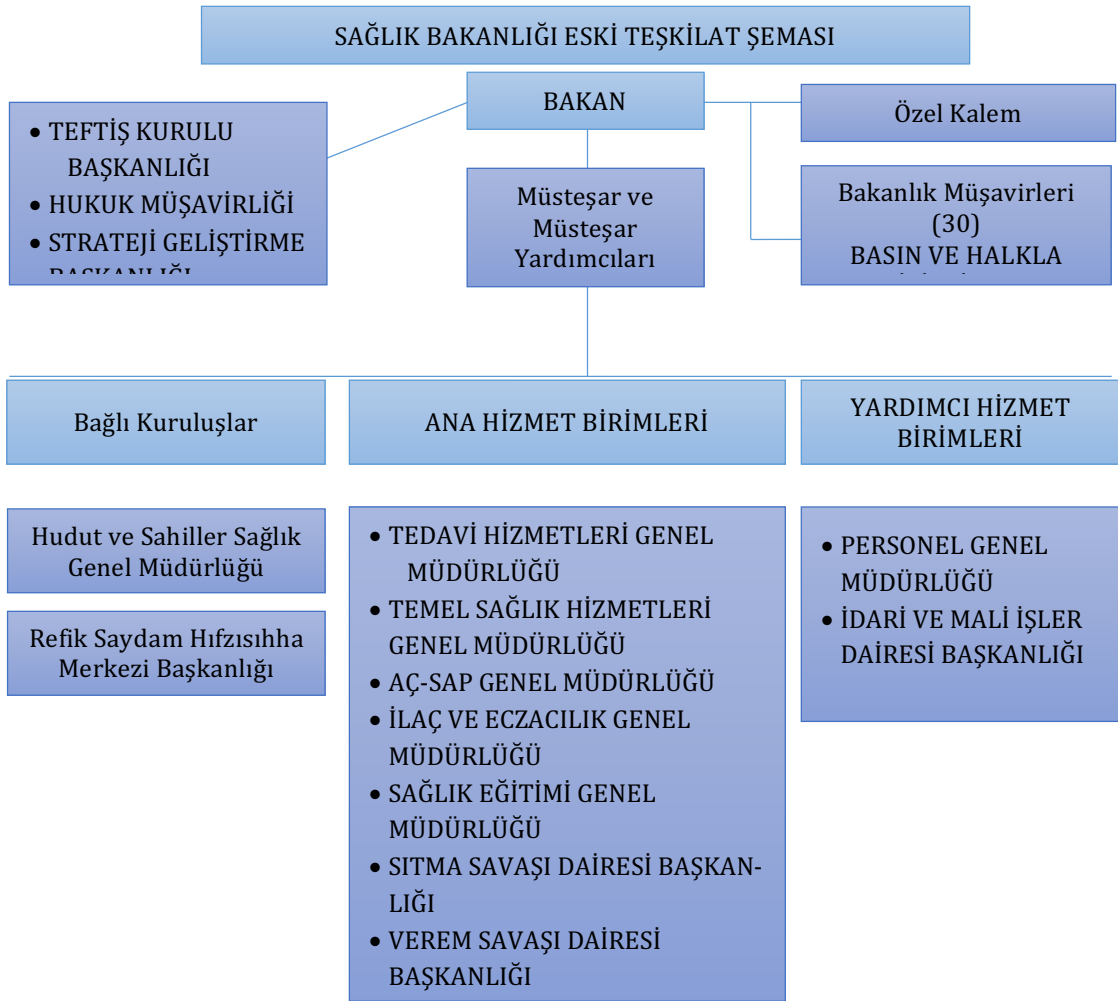 SAĞLIK BAKANLIĞI ESKİ TEŞKİLAT ŞEMASI
BAKAN
• TEFTİŞ KURULU
BAŞKANLIĞI
• HUKUK MÜŞAVİRLİĞİ
• STRATEJİ GELİŞTİRME
BAŞKANLIĞI
Müsteşar ve
Müsteşar
Yardımcıları
Özel Kalem
Bakanlık Müşavirleri
(30)
BASIN VE HALKLA
Bağlı Kuruluşlar
Hudut ve Sahiller Sağlık
Genel Müdürlüğü
Refik Saydam Hıfzısıhha
Merkezi Başkanlığı
ANA HİZMET BİRİMLERİ
• TEDAVİ HİZMETLERİ GENEL
MÜDÜRLÜĞÜ
• TEMEL SAĞLIK HİZMETLERİ
GENEL MÜDÜRLÜĞÜ
• AÇ-SAP GENEL MÜDÜRLÜĞÜ
• İLAÇ VE ECZACILIK GENEL
MÜDÜRLÜĞÜ
• SAĞLIK EĞİTİMİ GENEL
MÜDÜRLÜĞÜ
• SITMA SAVAŞI DAİRESİ BAŞKAN-
LIĞI
• VEREM SAVAŞI DAİRESİ
BAŞKANLIĞI
YARDIMCI HİZMET
BİRİMLERİ
• PERSONEL GENEL
MÜDÜRLÜĞÜ
• İDARİ VE MALİ İŞLER
DAİRESİ BAŞKANLIĞI